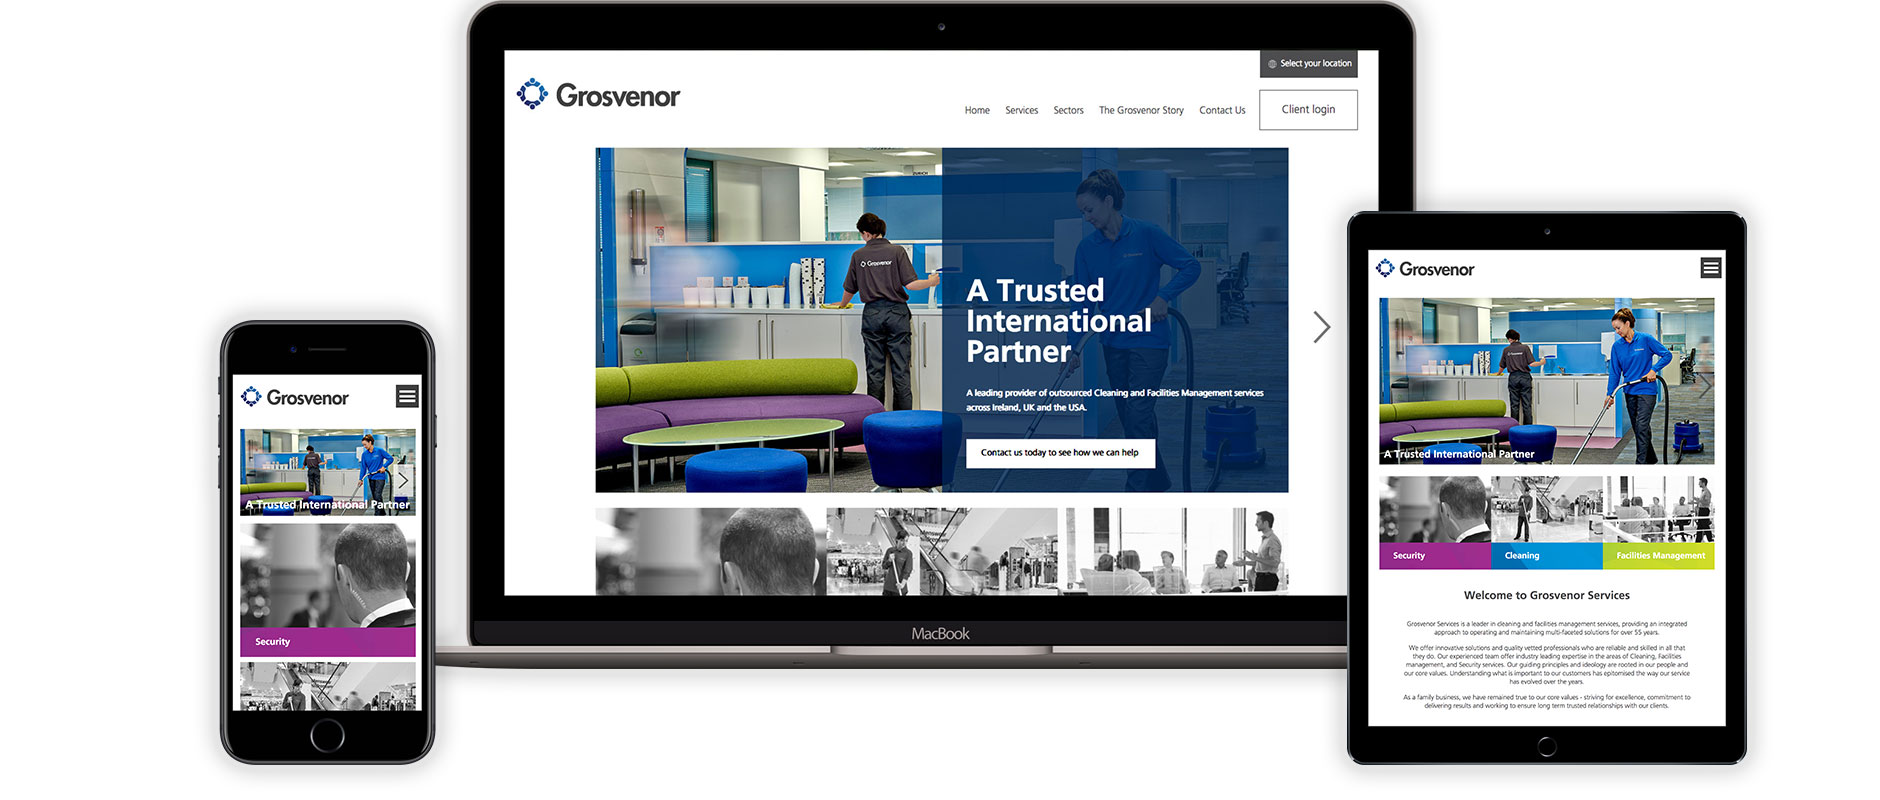 Select your location
Grosvenor
Home Services Sectors The Grosvenor Story Contact Us Client login
ZURICH
Grosvenor
A Trusted
International
Partner
A leading provider of outsourced Cleaning and Facilities Management services
across Ireland, UK and the USA.
Contact us today to see how we can help
Menswear
MacBook
Grosvenor
A Trusted International Partner
Security
Grosvenor
Grosvenor
A Trusted International Partner
Security Cleaning Facilities Management
Welcome to Grosvenor Services
Grosvenor Services is a leader in cleaning and facilities management services, providing an integrated
approach to operating and maintaining multi-faceted solutions for over 55 years.
We offer innovative solutions and quality vetted professionals who are reliable and skilled in all that
they do. Our experienced team offer industry leading expertise in the areas of Cleaning, Facilities
management, and Security services. Our guiding principles and ideology are rooted in our people and
our core values. Understanding what is important to our customers has epitomised the way our service
has evolved over the years.
As a family business, we have remained true to our core values - striving for excellence, commitment to
delivering results and working to ensure long term trusted relationships with our clients.